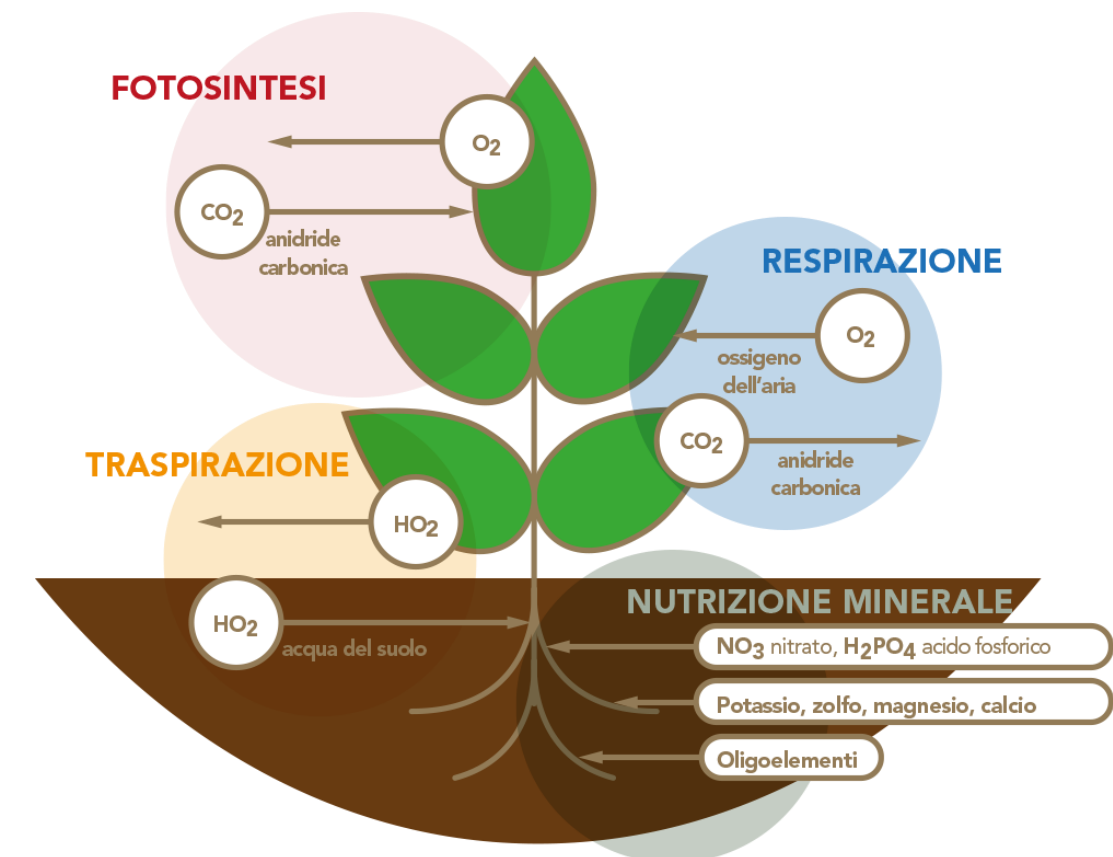 FOTOSINTESI
O2
CO2
anidride
carbonica
RESPIRAZIONE
O2
ossigeno
dell'aria
CO2
anidride
carbonica
TRASPIRAZIONE
HO2
HO2
acqua del suolo
NUTRIZIONE MINERALE
NO3 nitrato, H2PO4 acido fosforico
Potassio, zolfo, magnesio, calcio
Oligoelementi